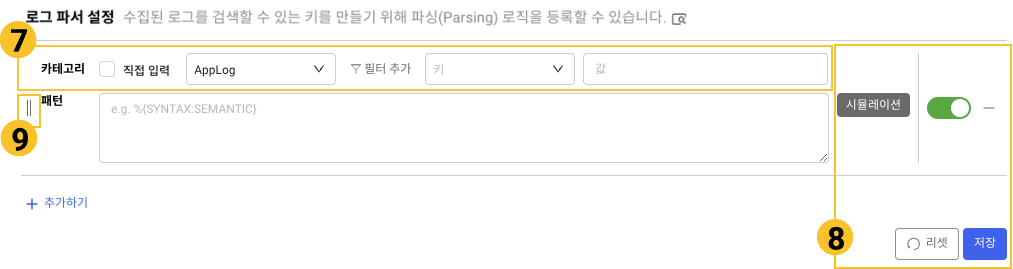 로그 파서 설정 수집된 로그를 검색할 수 있는 키를 만들기 위해 파싱(Parsing) 로직을 등록할 수 있습니다.
7
카테고리 직접 입력 AppLog 필터 추가 키 값
패턴 e.g. %{SYNTAX:SEMANTIC} 시뮬레이션
9
추가하기
8
리셋 저장